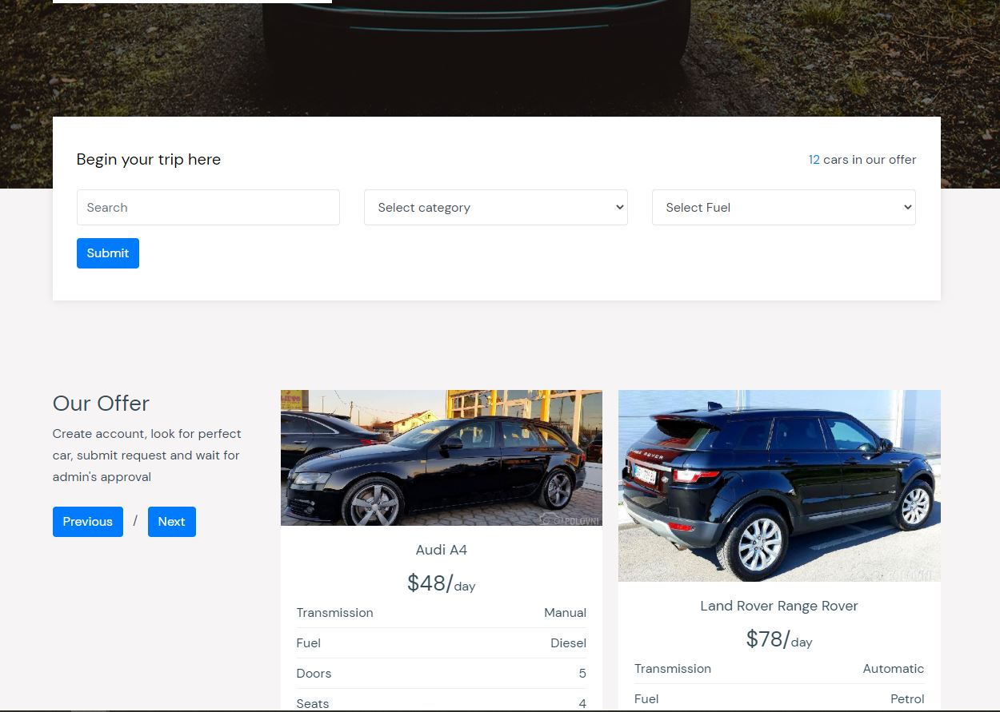 Begin your trip here
12 cars in our offer
Search
Select category
Select Fuel
Submit
Our Offer
Create account, look for perfect
car, submit request and wait for
admin's approval
Previous / Next
POLOVNI
Audi A4
$48/day
Transmission Manual
Fuel Diesel
Doors 5
Seats 4
ROVER
Land Rover Range Rover
$78/day
Transmission Automatic
Fuel Petrol